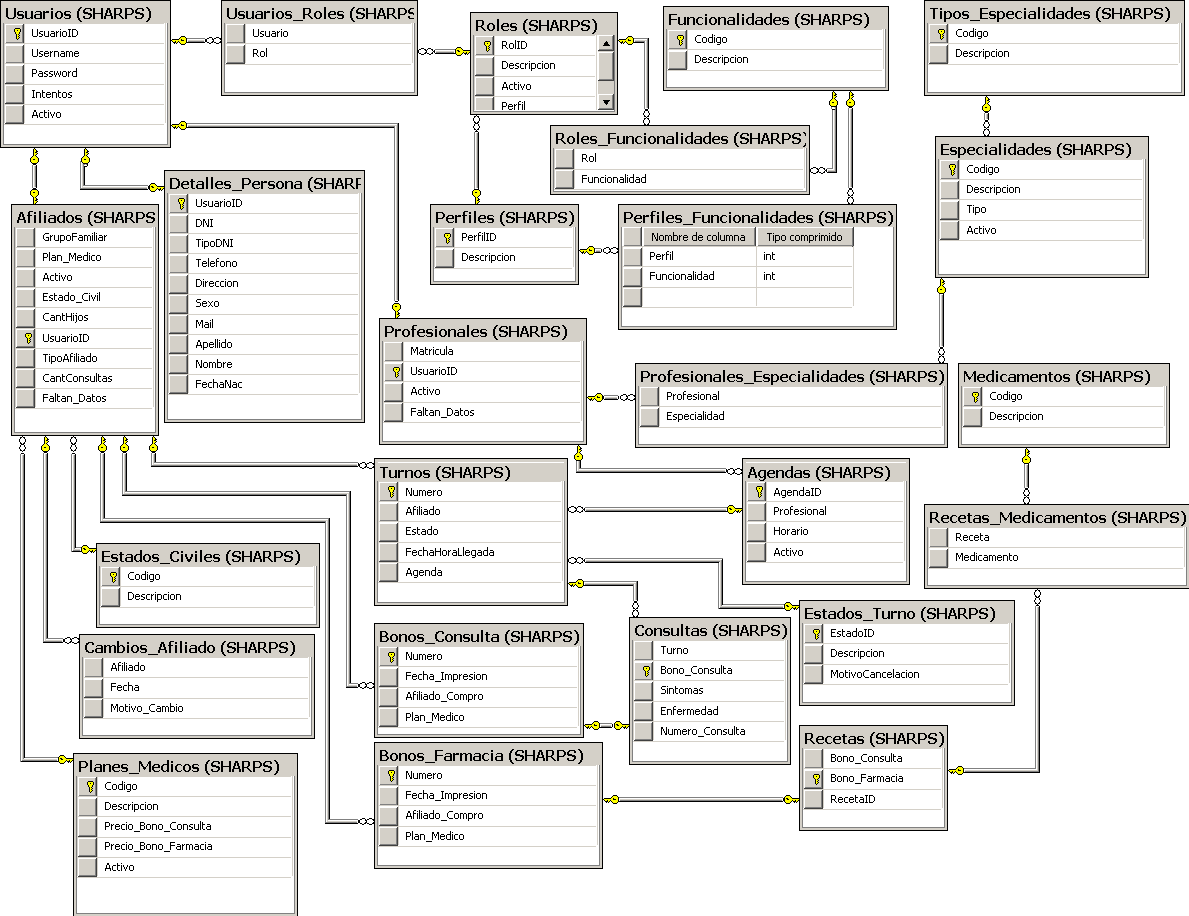 Usuarios (SHARPS)
UsuarioID
Username
Password
Intentos
Activo
Usuarios_Roles (SHARPS
Usuario
Rol
Roles (SHARPS)
RolID
Descripcion
Activo
Perfil
Funcionalidades (SHARPS)
Codigo
Descripcion
Tipos_Especialidades (SHARPS)
Codigo
Descripcion
Roles_Funcionalidades (SHARPS)
Rol
Funcionalidad
Especialidades (SHARPS)
Codigo
Descripcion
Tipo
Activo
Detalles_Persona (SHARP
UsuarioID
DNI
TipoDNI
Telefono
Direccion
Sexo
Mail
Apellido
Nombre
FechaNac
Afiliados (SHARPS
GrupoFamiliar
Plan_Medico
Activo
Estado_Civil
CantHijos
UsuarioID
TipoAfiliado
CantConsultas
Faltan_Datos
Perfiles (SHARPS)
PerfilID
Descripcion
Perfiles_Funcionalidades (SHARPS)
Nombre de columna Tipo comprimido
Perfil int
Funcionalidad int
Profesionales (SHARPS)
Matricula
UsuarioID
Activo
Faltan_Datos
Profesionales_Especialidades (SHARPS)
Profesional
Especialidad
Medicamentos (SHARPS)
Codigo
Descripcion
Turnos (SHARPS)
Numero
Afiliado
Estado
FechaHoraLlegada
Agenda
Agendas (SHARPS)
AgendaID
Profesional
Horario
Activo
Recetas_Medicamentos (SHARPS)
Receta
Medicamento
Estados_Civiles (SHARPS)
Codigo
Descripcion
Estados_Turno (SHARPS)
EstadoID
Descripcion
MotivoCancelacion
Cambios_Afiliado (SHARPS)
Afiliado
Fecha
Motivo_Cambio
Bonos_Consulta (SHARPS)
Numero
Fecha_Impresion
Afiliado_Compro
Plan_Medico
Consultas (SHARPS)
Turno
Bono_Consulta
Sintomas
Enfermedad
Numero_Consulta
Recetas (SHARPS)
Bono_Consulta
Bono_Farmacia
RecetaID
Bonos_Farmacia (SHARPS)
Numero
Fecha_Impresion
Afiliado_Compro
Plan_Medico
Planes_Medicos (SHARPS)
Codigo
Descripcion
Precio_Bono_Consulta
Precio_Bono_Farmacia
Activo